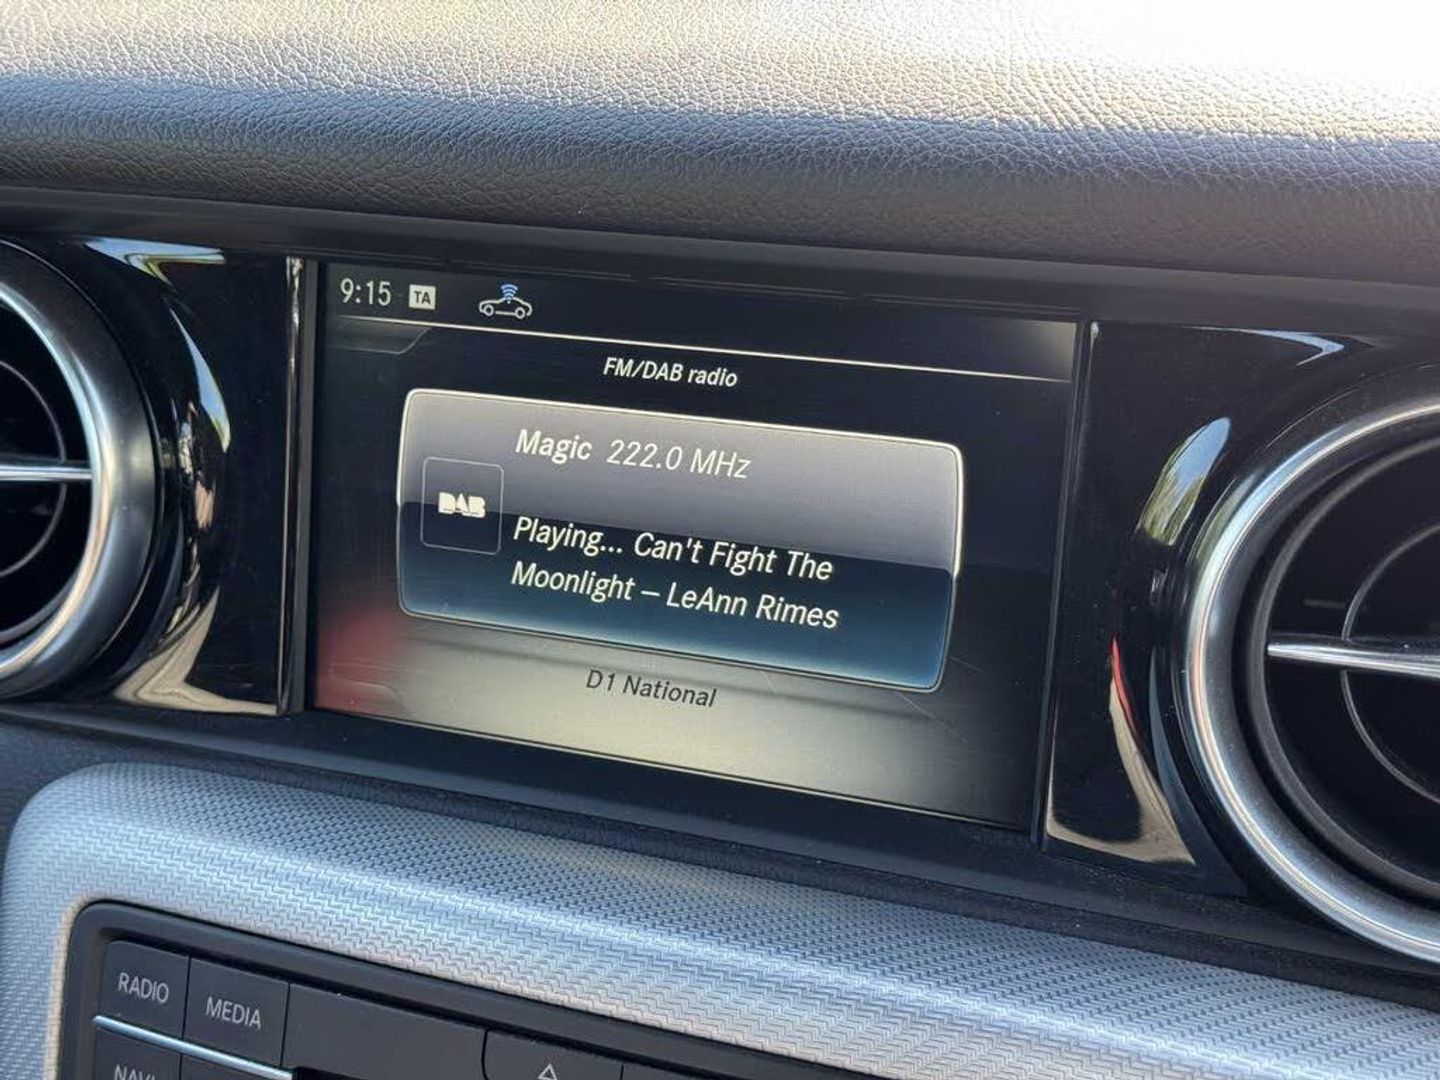 9:15 TA
FM/DAB radio
Magic 222.0 MHz
DAB
Playing... Can't Fight The
Moonlight – LeAnn Rimes
D1 National
RADIO
MEDIA
NAVI